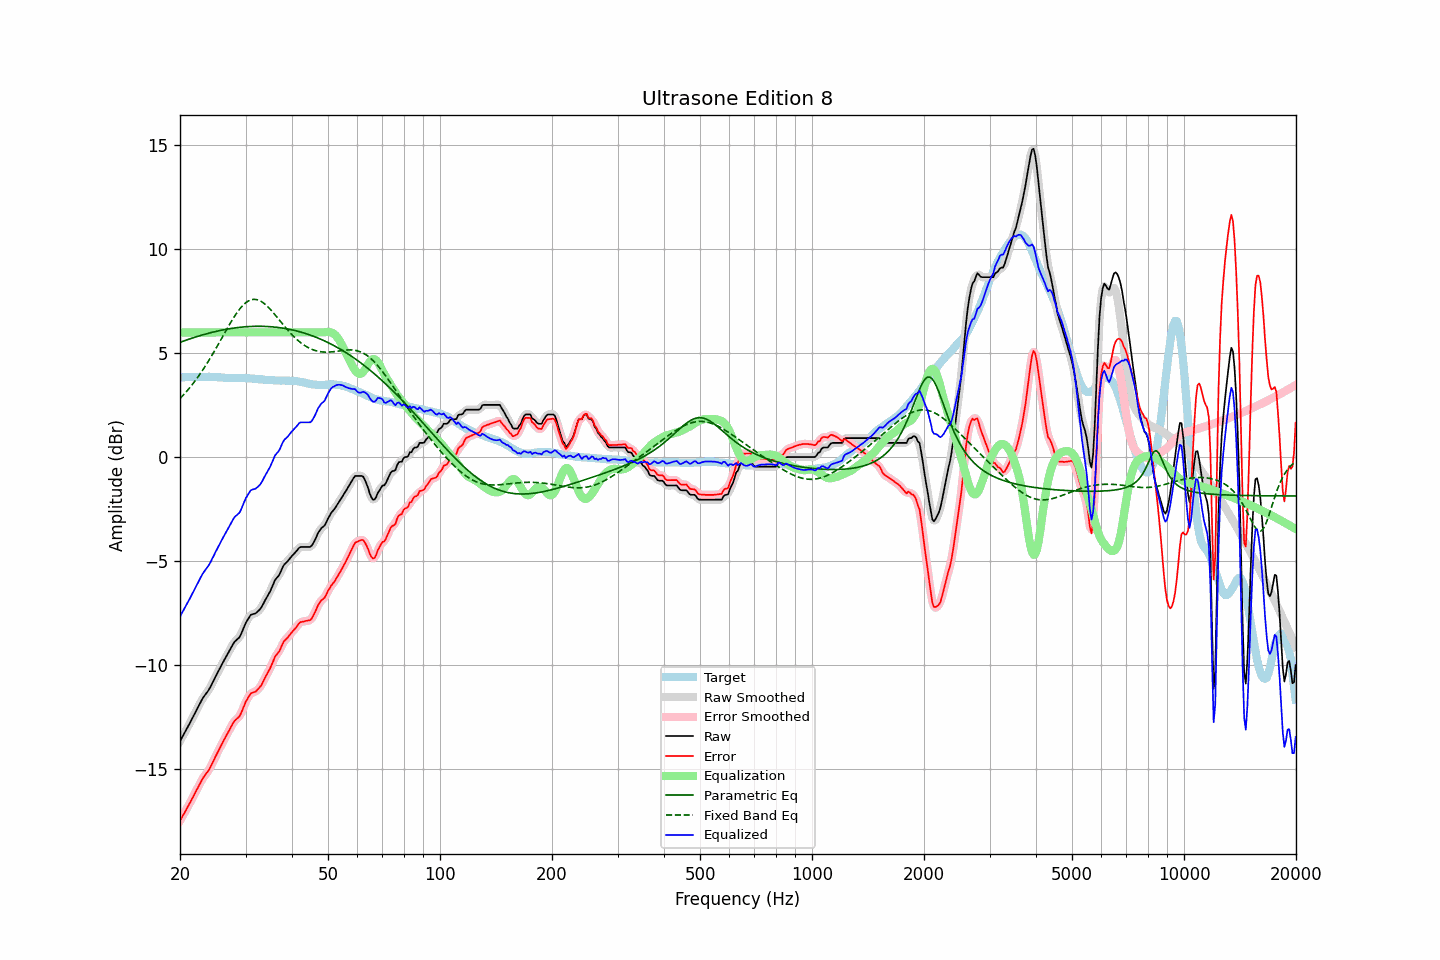 Ultrasone Edition 8
Amplitude (dBr)
15
10
5
0
−5
−10
−15
Target
Raw Smoothed
Error Smoothed
Raw
Error
Equalization
Parametric Eq
Fixed Band Eq
Equalized
20 50 100 200 500 1000 2000 5000 10000 20000
Frequency (Hz)